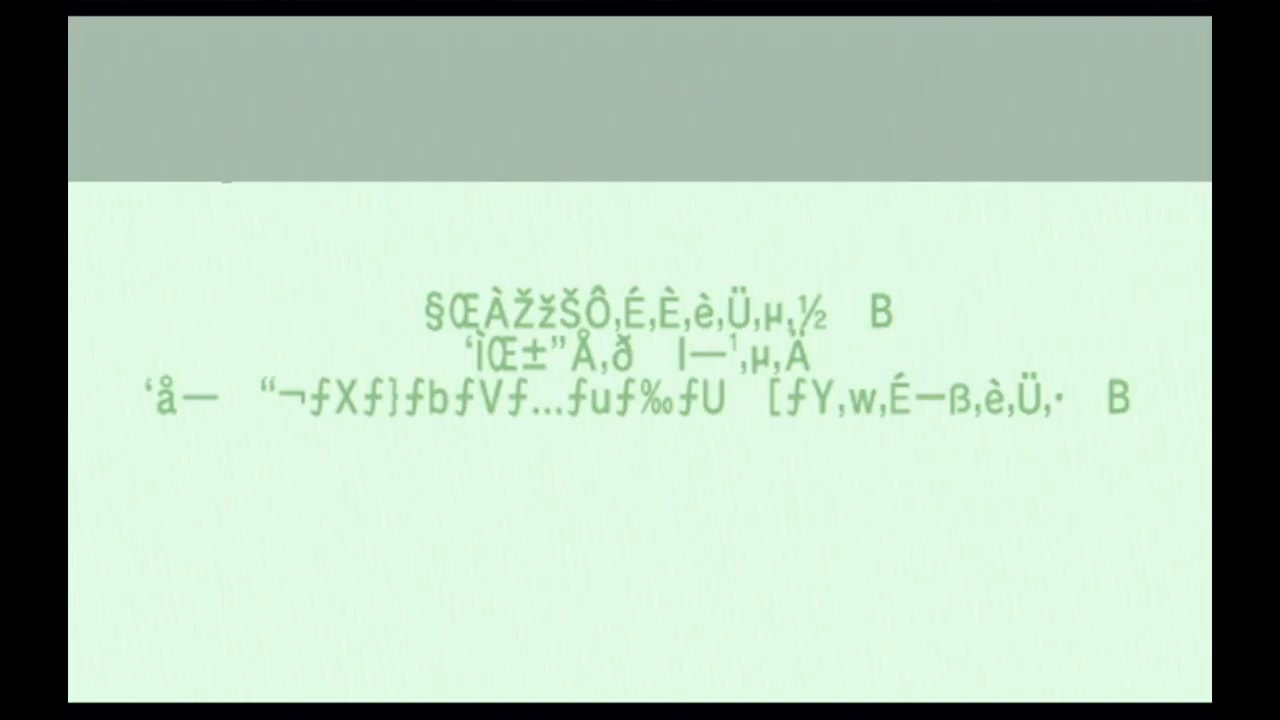 §ŒÀŽžŠÔ‚É‚È‚è‚Ü‚µ‚½ B
‘ÌŒ±”Å‚ð I—¹‚µ‚Ä
‘å— “¬ƒXƒ}ƒbƒVƒ…ƒuƒ‰ƒU [ƒY‚w‚É—ß‚è‚Ü‚· B